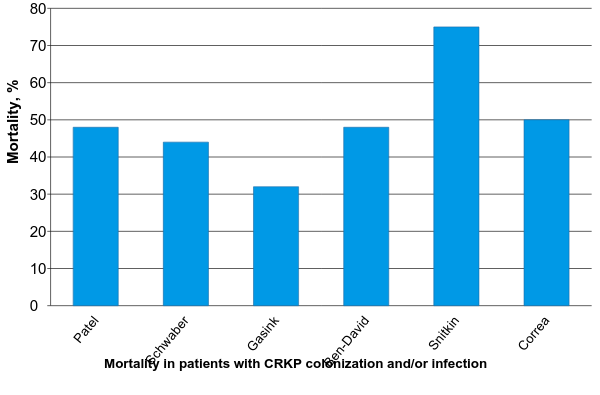 80
70
60
50
40
30
20
10
0
Mortality, %
Patel
Schwaber
Gasink
Ben-David
Snitkin
Correa
Mortality in patients with CRKP colonization and/or infection